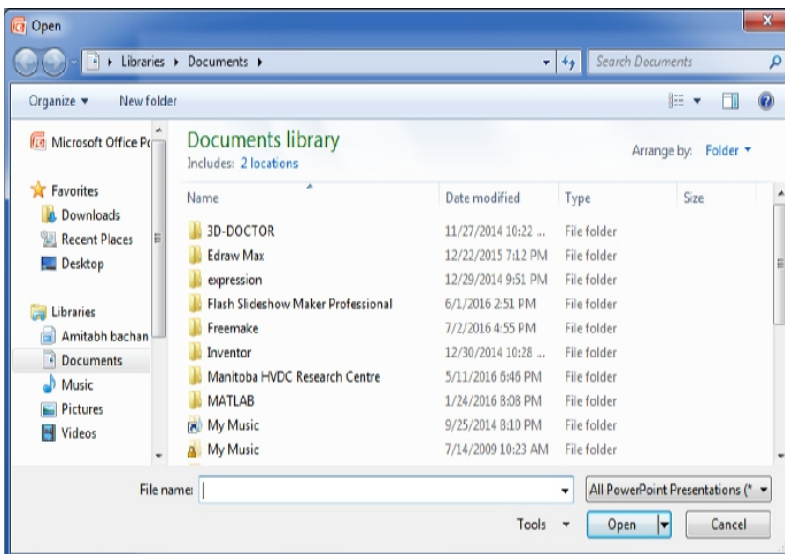 Open
Libraries ▸ Documents ▸
Search Documents
Organize ▾ New folder
Microsoft Office Po
Favorites
Downloads
Recent Places
Desktop
Libraries
Amitabh bachan
Documents
Music
Pictures
Videos
Documents library
Includes: 2 locations
Arrange by: Folder ▾
Name Date modified Type Size
3D-DOCTOR 11/27/2014 10:22 ... File folder
Edraw Max 12/22/2015 7:12 PM File folder
expression 12/29/2014 9:51 PM File folder
Flash Slideshow Maker Professional 6/1/2016 2:51 PM File folder
Freemake 7/2/2016 4:55 PM File folder
Inventor 12/30/2014 10:28 ... File folder
Manitoba HVDC Research Centre 5/11/2016 6:46 PM File folder
MATLAB 1/24/2016 8:08 PM File folder
My Music 9/25/2014 8:10 PM File folder
My Music 7/14/2009 10:23 AM File folder
File name:
All PowerPoint Presentations (*
Tools Open Cancel